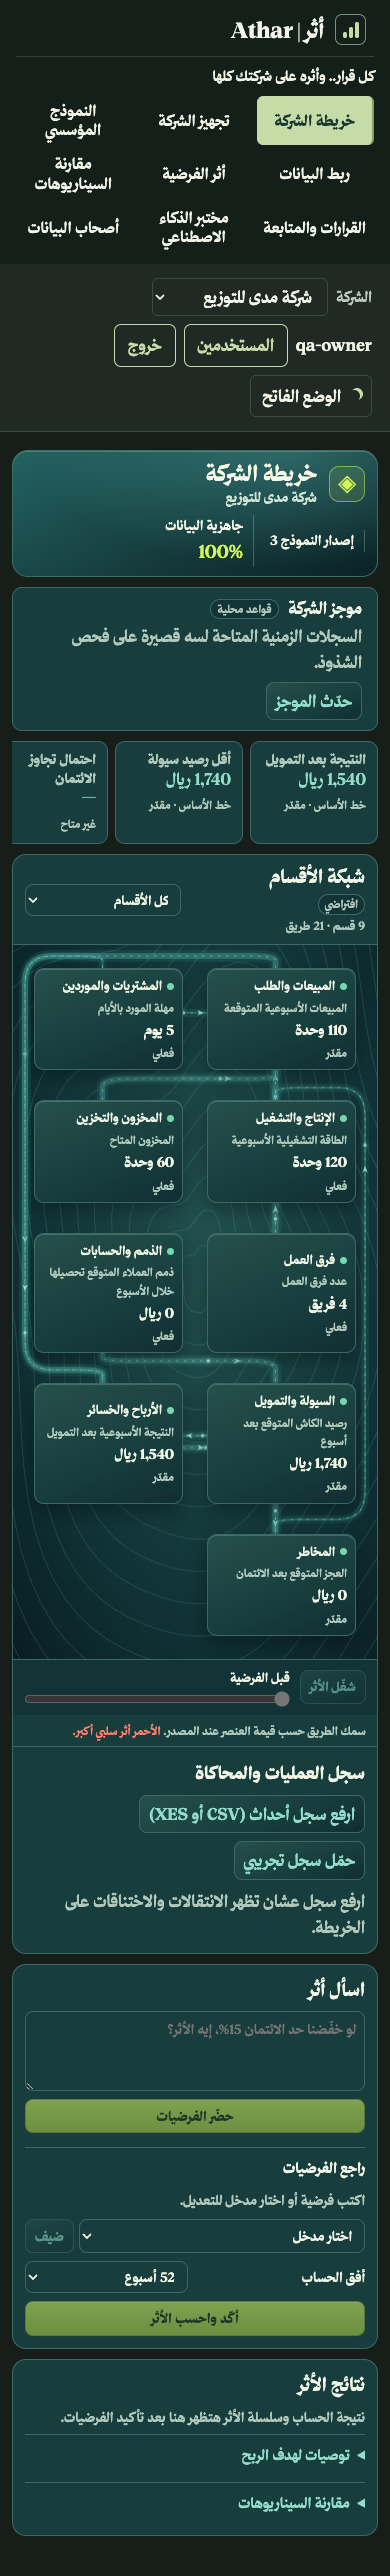 أثر | Athar
كل قرار.. وأثره على شركتك كلها
خريطة الشركة
تجهيز الشركة
النموذج المؤسسي
ربط البيانات
أثر الفرضية
مقارنة السيناريوهات
القرارات والمتابعة
مختبر الذكاء الاصطناعي
أصحاب البيانات
الشركة
شركة مدى للتوزيع
qa-owner
المستخدمين
خروج
الوضع الفاتح
خريطة الشركة
شركة مدى للتوزيع
إصدار النموذج 3
جاهزية البيانات
100%
موجز الشركة
قواعد محلية
السجلات الزمنية المتاحة لسه قصيرة على فحص
الشذوذ.
حدّث الموجز
النتيجة بعد التمويل
1,540 ريال
خط الأساس · مقدّر
أقل رصيد سيولة
1,740 ريال
خط الأساس · مقدّر
احتمال تجاوز
الائتمان
—
غير متاح
شبكة الأقسام
افتراضي
9 قسم · 21 طريق
كل الأقسام
المبيعات والطلب
المبيعات الأسبوعية المتوقعة
110 وحدة
مقدّر
المشتريات والموردين
مهلة المورد بالأيام
5 يوم
فعلي
الإنتاج والتشغيل
الطاقة التشغيلية الأسبوعية
120 وحدة
فعلي
المخزون والتخزين
المخزون المتاح
60 وحدة
فعلي
فرق العمل
عدد فرق العمل
4 فريق
فعلي
الذمم والحسابات
ذمم العملاء المتوقع تحصيلها
خلال الأسبوع
0 ريال
فعلي
السيولة والتمويل
رصيد الكاش المتوقع بعد
أسبوع
1,740 ريال
مقدّر
الأرباح والخسائر
النتيجة الأسبوعية بعد التمويل
1,540 ريال
مقدّر
المخاطر
العجز المتوقع بعد الائتمان
0 ريال
مقدّر
شغّل الأثر
قبل الفرضية
سمك الطريق حسب قيمة العنصر عند المصدر. الأحمر أثر سلبي أكبر.
سجل العمليات والمحاكاة
ارفع سجل أحداث (CSV أو XES)
حمّل سجل تجريبي
ارفع سجل عشان تظهر الانتقالات والاختناقات على
الخريطة.
اسأل أثر
لو خفّضنا حد الائتمان 15%، إيه الأثر؟
حضّر الفرضيات
راجع الفرضيات
اكتب فرضية أو اختار مدخل للتعديل.
اختار مدخل
ضيف
أفق الحساب
52 أسبوع
أكّد واحسب الأثر
نتائج الأثر
نتيجة الحساب وسلسلة الأثر هتظهر هنا بعد تأكيد الفرضيات.
توصيات لهدف الربح
مقارنة السيناريوهات